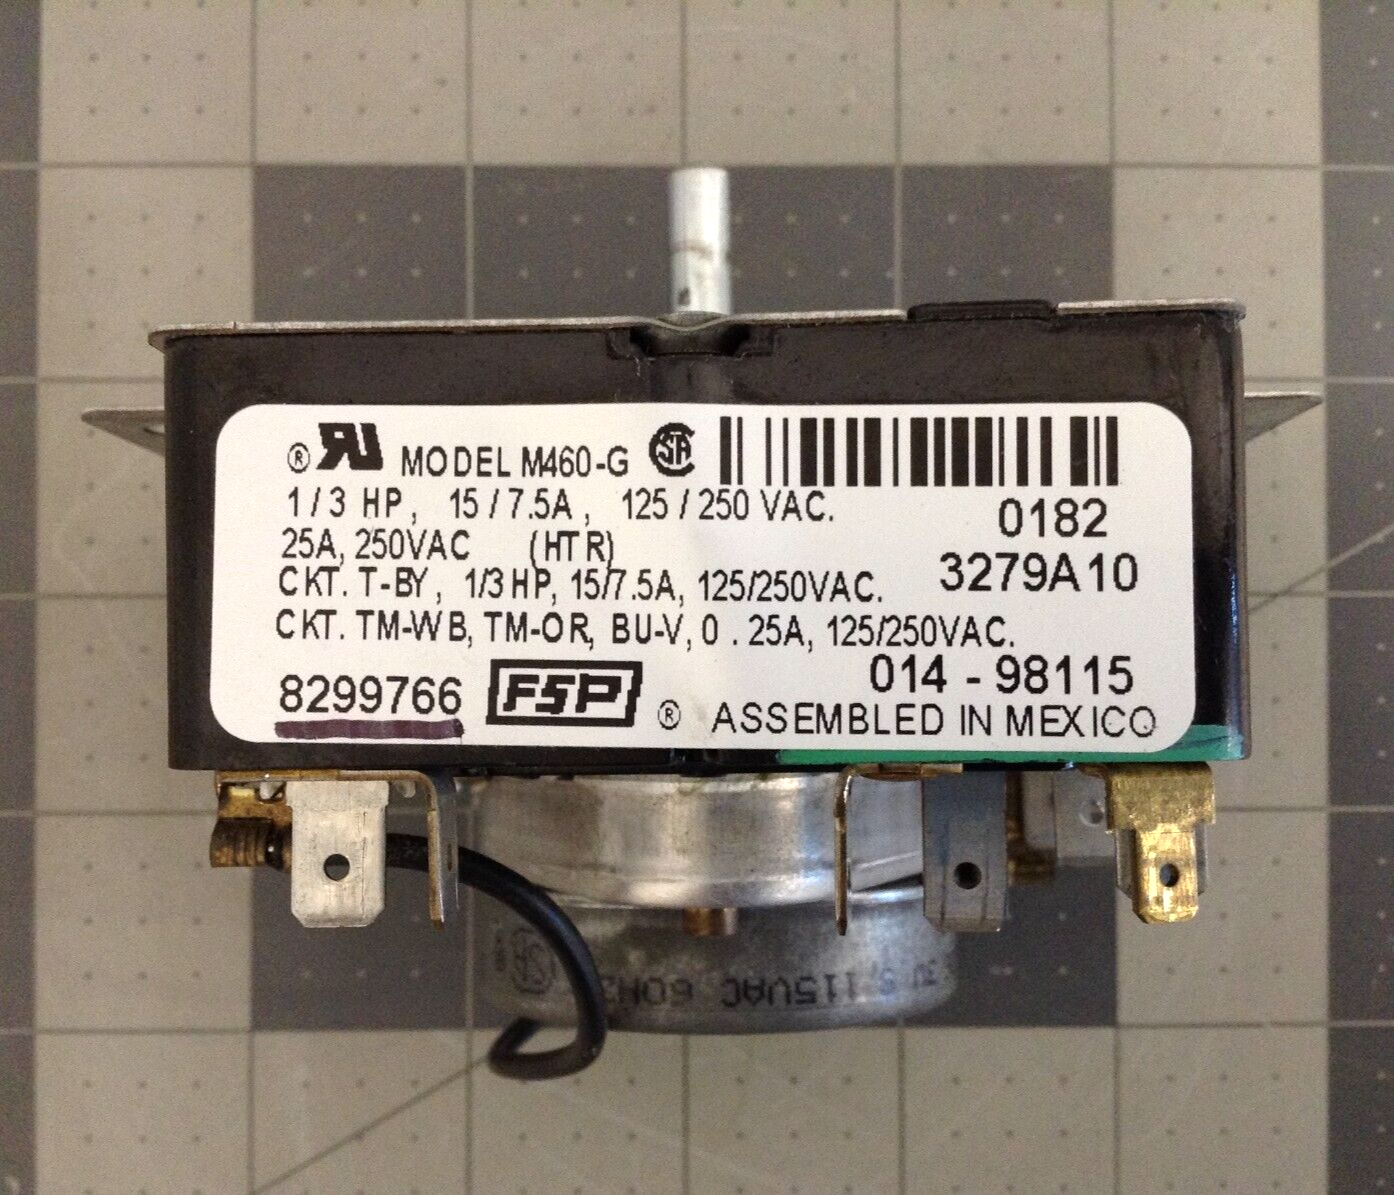 ® RU MODEL M460-G SA
1/3 HP, 15/7.5A, 125/250 VAC.
0182
25A, 250VAC (HTR)
3279A10
CKT. T-BY, 1/3 HP, 15/7.5A, 125/250VAC.
CKT. TM-WB, TM-OR, BU-V, 0.25A, 125/250VAC.
014-98115
8299766 FSP ® ASSEMBLED IN MEXICO
115VAC 60HZ